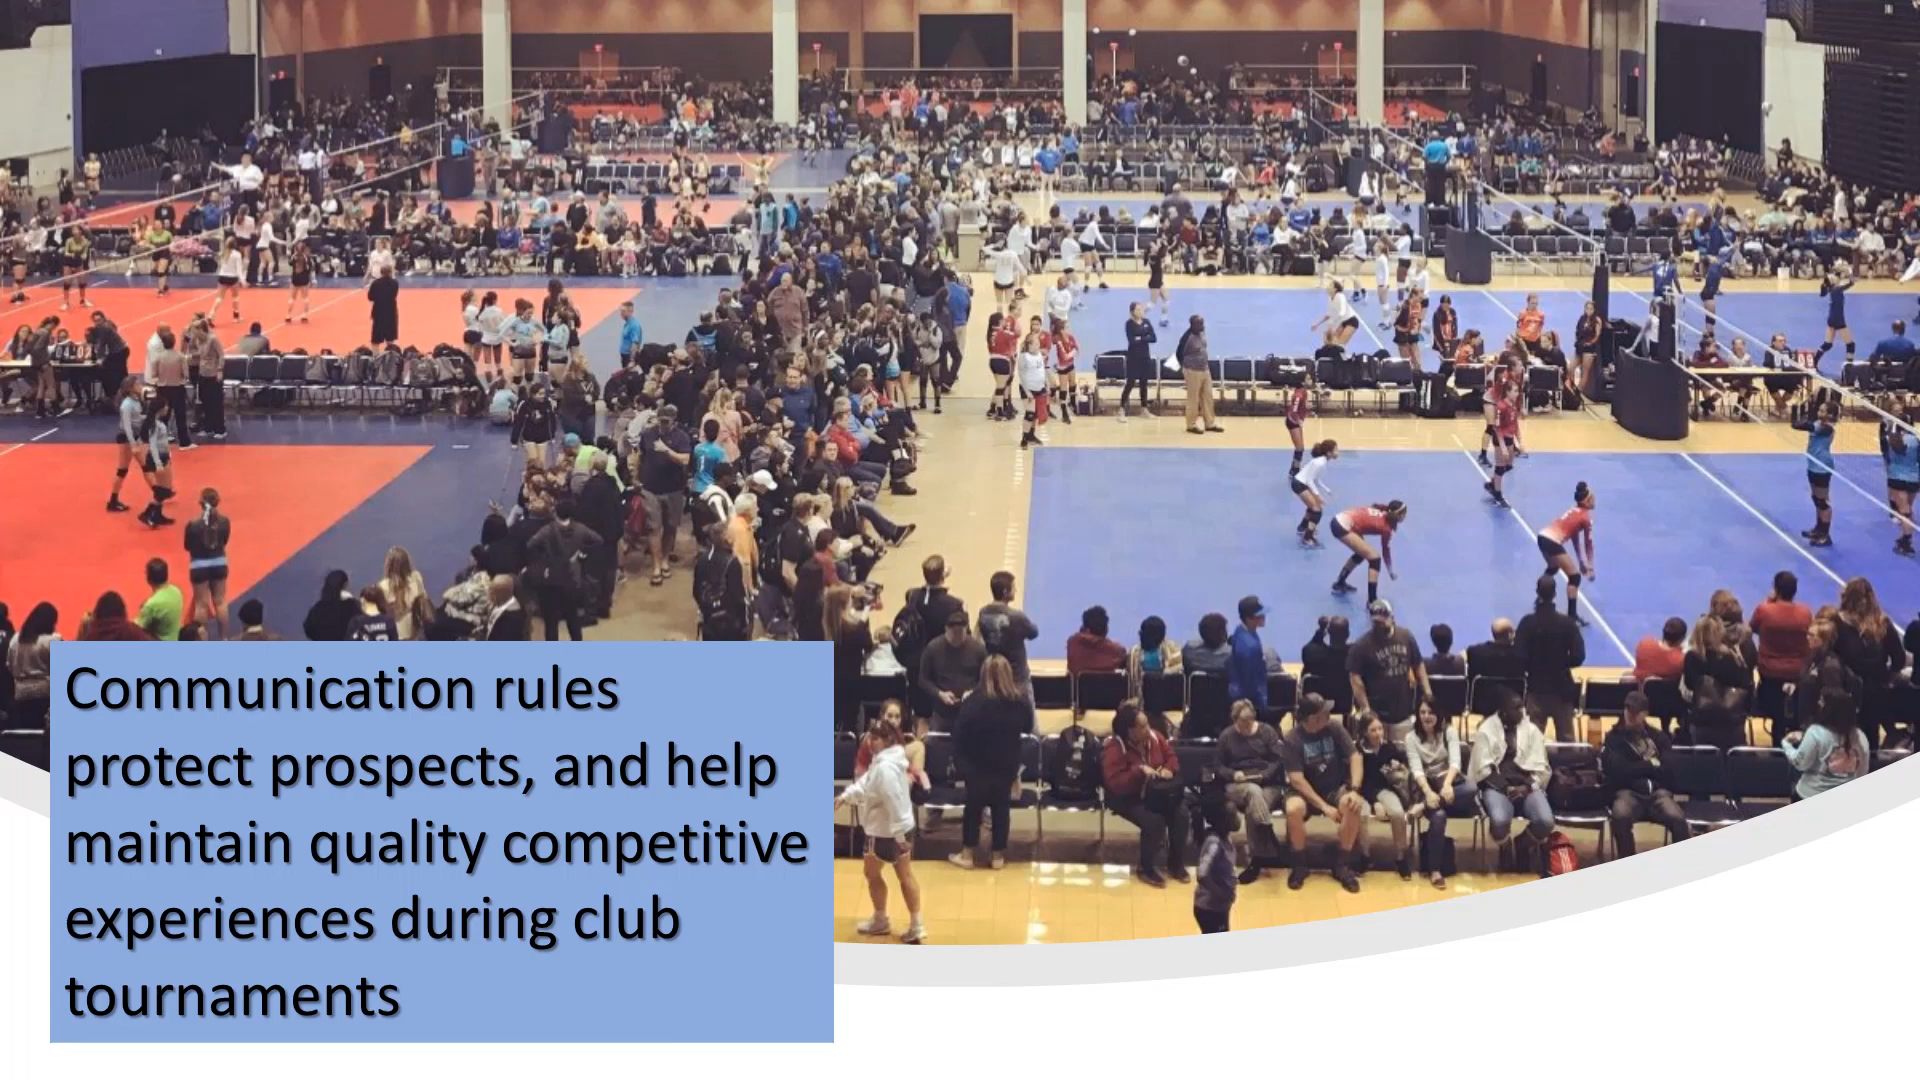 Communication rules
protect prospects, and help
maintain quality competitive
experiences during club
tournaments